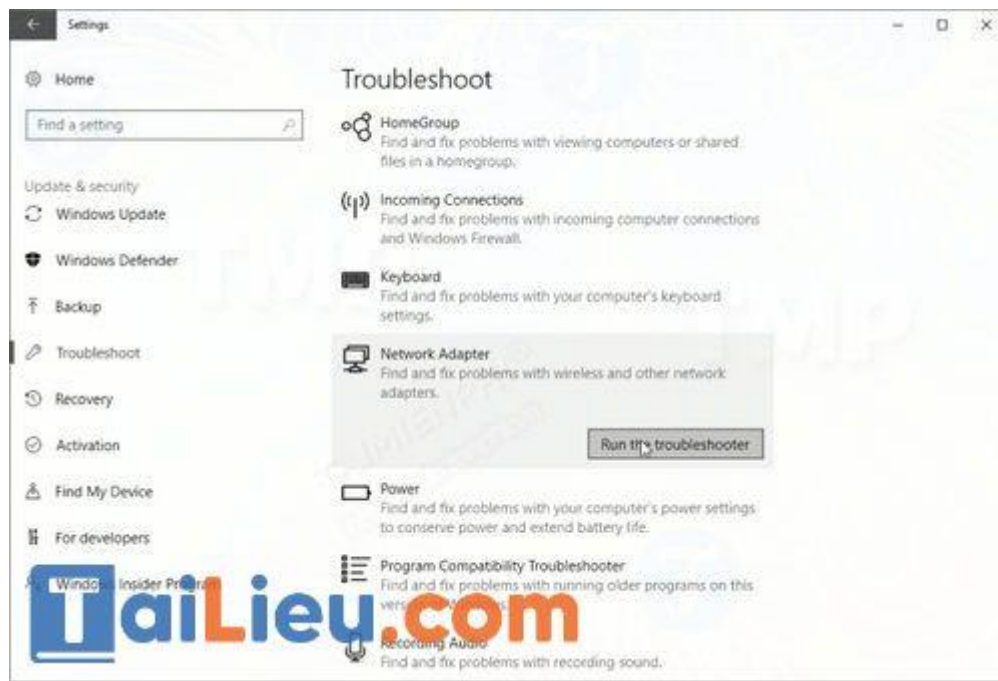 Settings
Home
Find a setting
Update & security
Windows Update
Windows Defender
Backup
Troubleshoot
Recovery
Activation
Find My Device
For developers
Windows Insider Program
Troubleshoot
HomeGroup
Find and fix problems with viewing computers or shared
files in a homegroup.
Incoming Connections
Find and fix problems with incoming computer connections
and Windows Firewall.
Keyboard
Find and fix problems with your computer's keyboard
settings.
Network Adapter
Find and fix problems with wireless and other network
adapters.
Run the troubleshooter
Power
Find and fix problems with your computer's power settings
to conserve power and extend battery life.
Program Compatibility Troubleshooter
Find and fix problems with running older programs on this
Recording Audio
Find and fix problems with recording sound.
TaiLieu.com
TMP